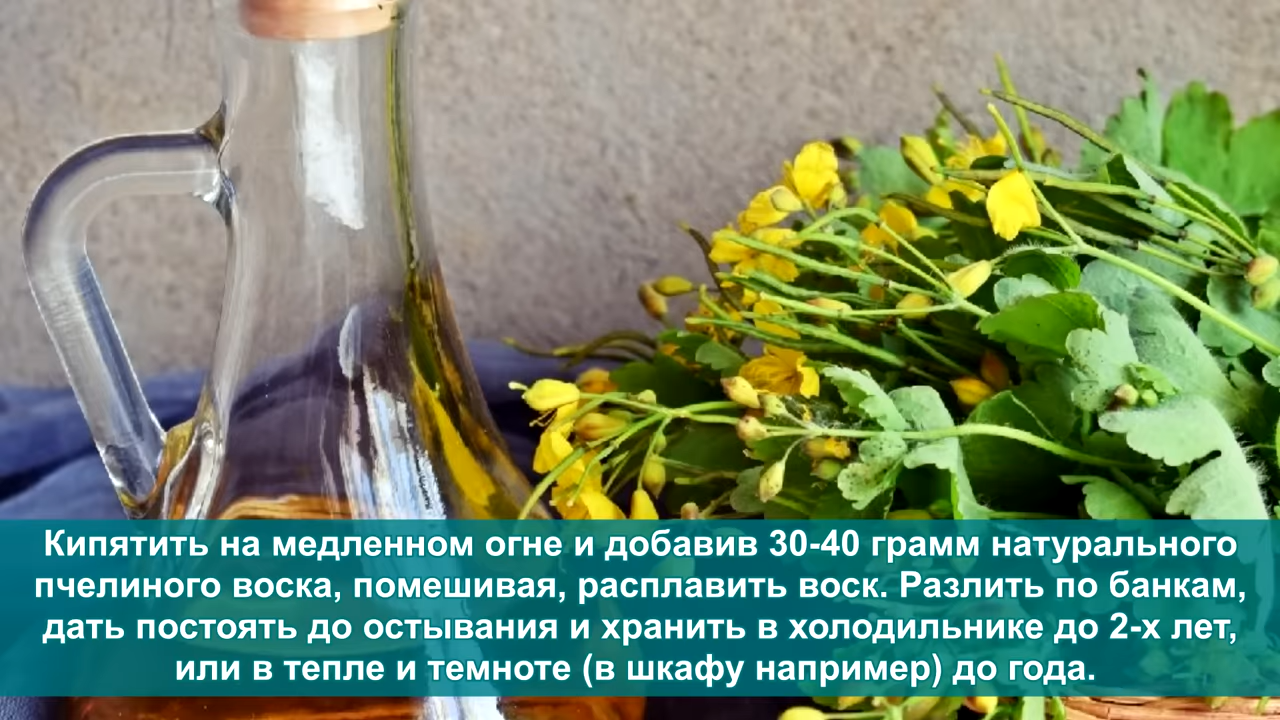 Кипятить на медленном огне и добавив 30-40 грамм натурального
пчелиного воска, помешивая, расплавить воск. Разлить по банкам,
дать постоять до остывания и хранить в холодильнике до 2-х лет,
или в тепле и темноте (в шкафу например) до года.